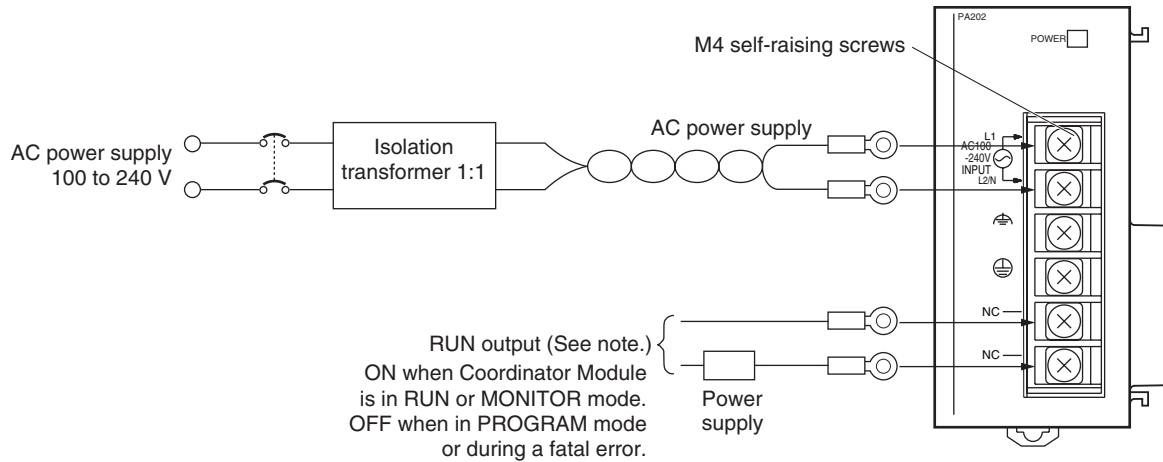 PA202
POWER
M4 self-raising screws
AC power supply
100 to 240 V
Isolation
transformer 1:1
AC power supply
L1
AC100
-240V
INPUT
L2/N
NC
NC
RUN output (See note.)
ON when Coordinator Module
is in RUN or MONITOR mode.
OFF when in PROGRAM mode
or during a fatal error.
Power
supply